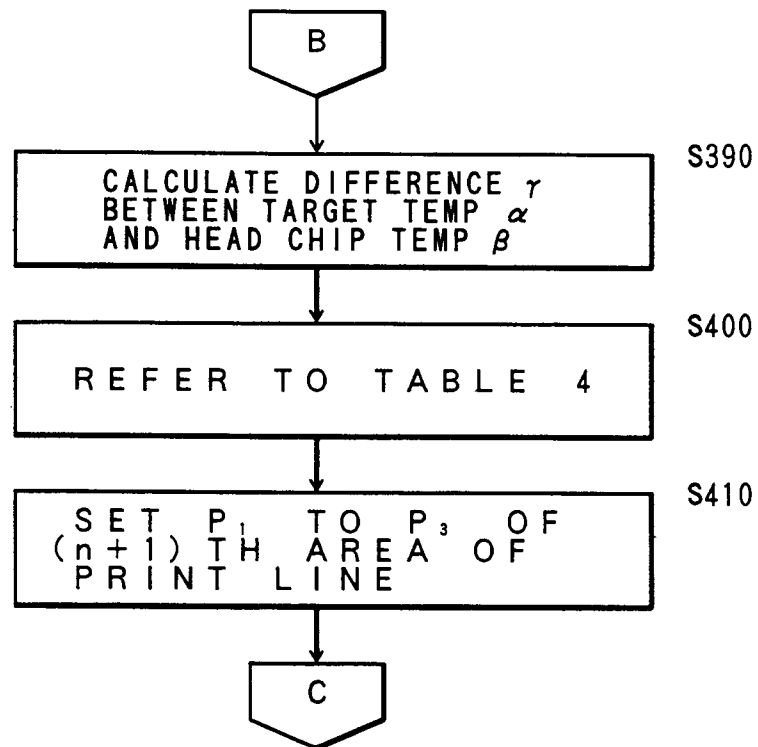 B
S390
CALCULATE DIFFERENCE γ
BETWEEN TARGET TEMP α
AND HEAD CHIP TEMP β
S400
REFER TO TABLE 4
S410
SET P₁ TO P₃ OF
(n+1) TH AREA OF
PRINT LINE
C